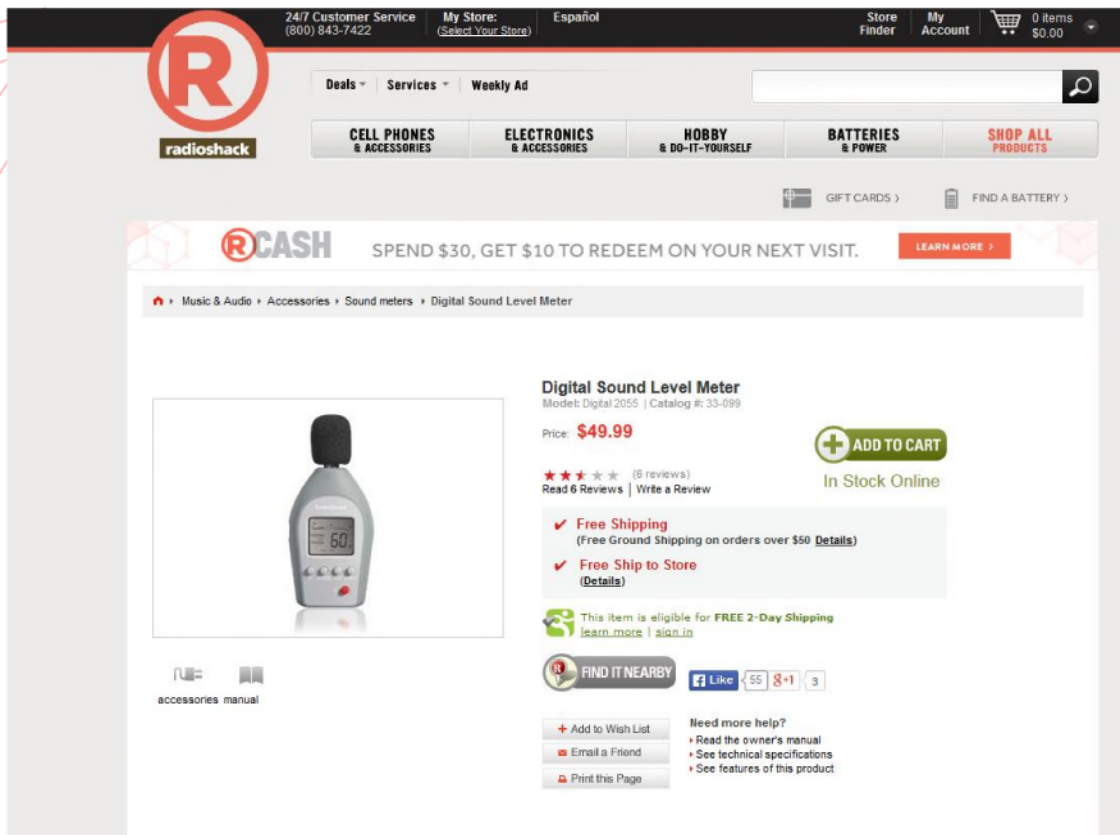 24/7 Customer Service
(800) 843-7422
My Store:
(Select Your Store)
Español
Store Finder
My Account
0 items
$0.00
R
radioshack
Deals
Services
Weekly Ad
CELL PHONES
& ACCESSORIES
ELECTRONICS
& ACCESSORIES
HOBBY
& DO-IT-YOURSELF
BATTERIES
& POWER
SHOP ALL
PRODUCTS
GIFT CARDS
FIND A BATTERY
RCASH
SPEND $30, GET $10 TO REDEEM ON YOUR NEXT VISIT.
LEARN MORE
Music & Audio Accessories Sound meters Digital Sound Level Meter
Digital Sound Level Meter
Model: Digital 2055 | Catalog #: 33-099
Price: $49.99
ADD TO CART
In Stock Online
(6 reviews)
Read 6 Reviews | Write a Review
Free Shipping
(Free Ground Shipping on orders over $50 Details)
Free Ship to Store
(Details)
This item is eligible for FREE 2-Day Shipping
learn more | sign in
FIND IT NEARBY
Like 55
8+1 3
60
accessories manual
Add to Wish List
Email a Friend
Print this Page
Need more help?
Read the owner's manual
See technical specifications
See features of this product